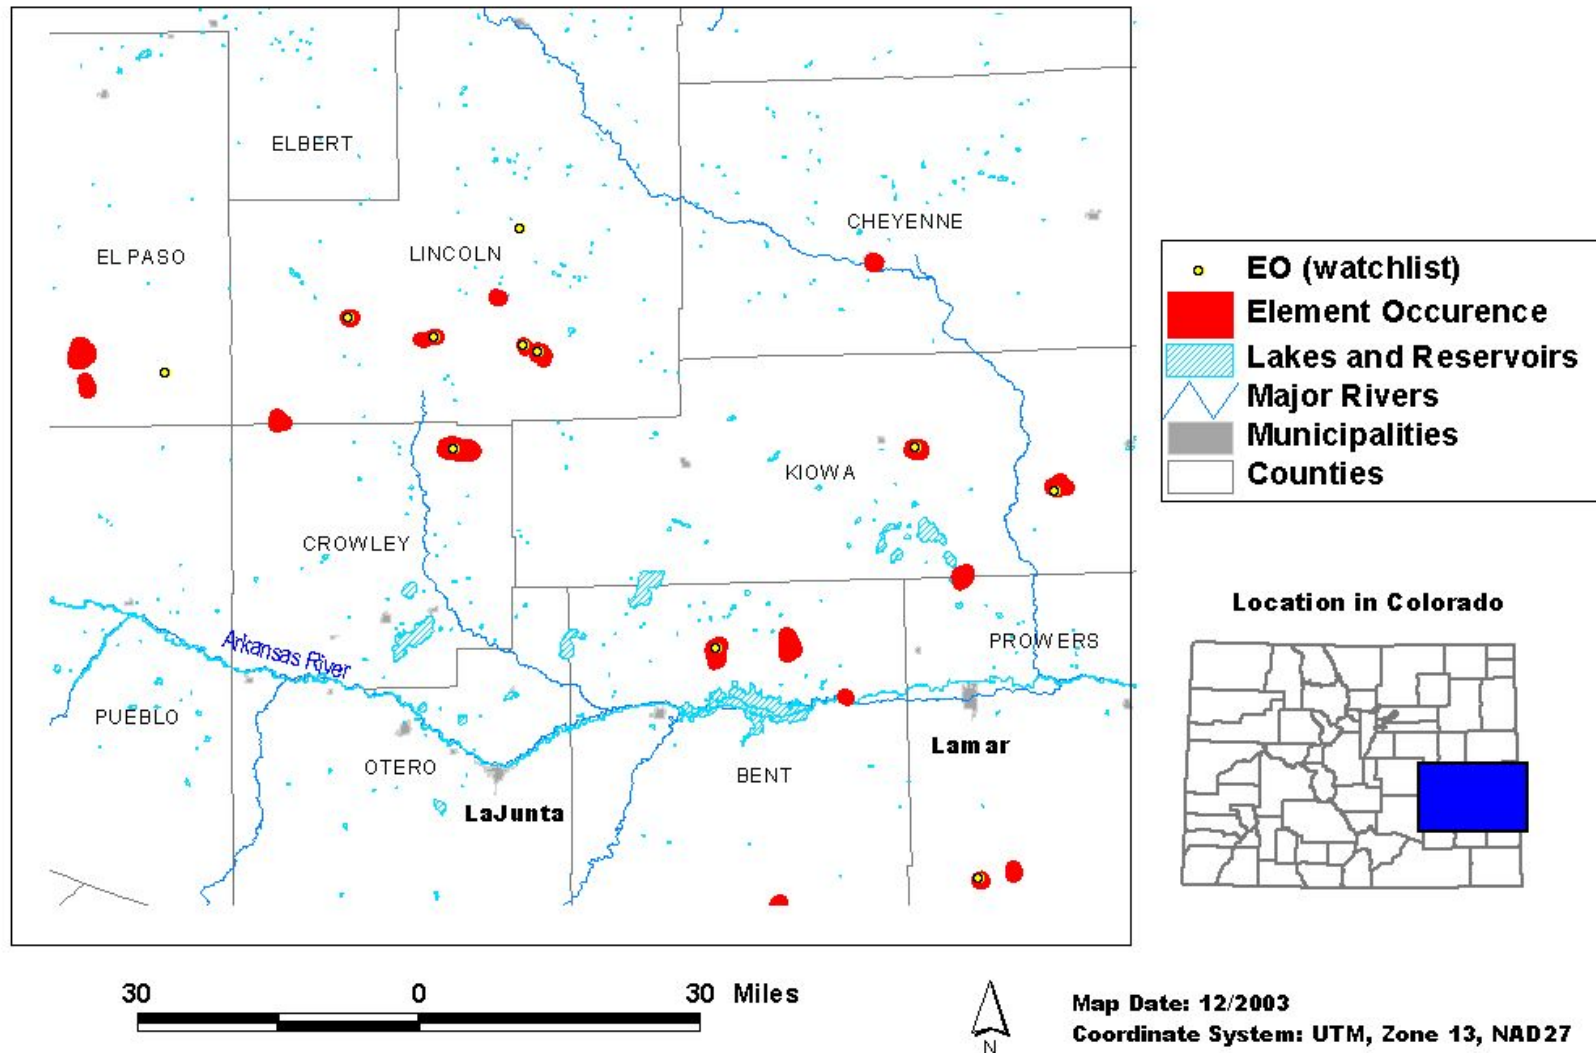 ELBERT
CHEYENNE
EL PASO
LINCOLN
KIOWA
CROWLEY
Arkansas River
PROWERS
PUEBLO
Lamar
OTERO
BENT
LaJunta
EO (watchlist)
Element Occurence
Lakes and Reservoirs
Major Rivers
Municipalities
Counties
Location in Colorado
30 0 30 Miles
N
Map Date: 12/2003
Coordinate System: UTM, Zone 13, NAD27